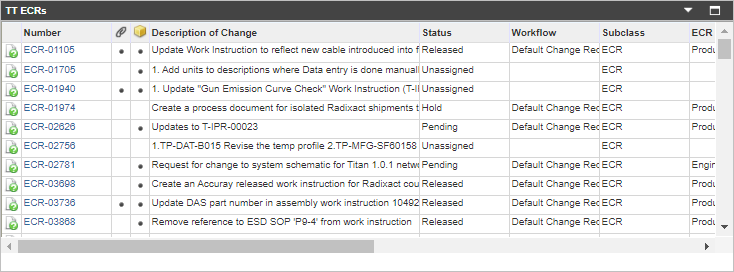 TT ECRs
Number Description of Change Status Workflow Subclass ECR
ECR-01105 Update Work Instruction to reflect new cable introduced into f Released Default Change Rec ECR Produ
ECR-01705 1. Add units to descriptions where Data entry is done manuall Unassigned ECR
ECR-01940 1. Update "Gun Emission Curve Check" Work Instruction (T-I Unassigned ECR
ECR-01974 Create a process document for isolated Radixact shipments t Hold Default Change Rec ECR Produ
ECR-02626 Updates to T-IPR-00023 Pending Default Change Rec ECR Produ
ECR-02756 1.TP-DAT-B015 Revise the temp profile 2.TP-MFG-SF60158 Unassigned ECR
ECR-02781 Request for change to system schematic for Titan 1.0.1 netw Pending Default Change Rec ECR Engin
ECR-03698 Create an Accuray released work instruction for Radixact cou Released Default Change Rec ECR Produ
ECR-03736 Update DAS part number in assembly work instruction 10492 Released Default Change Rec ECR Produ
ECR-03868 Remove reference to ESD SOP 'P9-4' from work instruction Released Default Change Rec ECR Produ